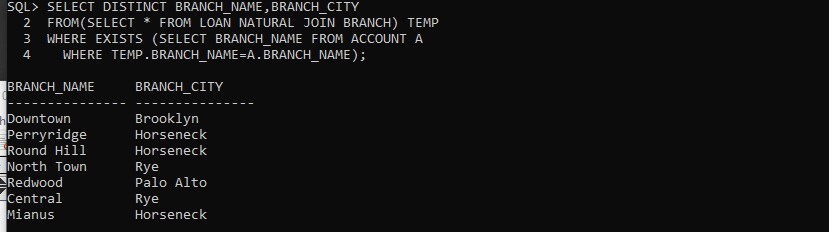 SQL> SELECT DISTINCT BRANCH_NAME,BRANCH_CITY
  2  FROM(SELECT * FROM LOAN NATURAL JOIN BRANCH) TEMP
  3  WHERE EXISTS (SELECT BRANCH_NAME FROM ACCOUNT A
  4    WHERE TEMP.BRANCH_NAME=A.BRANCH_NAME);
BRANCH_NAME     BRANCH_CITY
--------------- ---------------
Downtown        Brooklyn
Perryridge      Horseneck
Round Hill      Horseneck
North Town      Rye
Redwood         Palo Alto
Central         Rye
Mianus          Horseneck